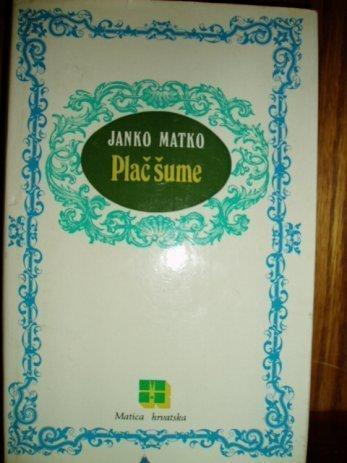 JANKO MATKO
Plač šume
Matica hrvatska